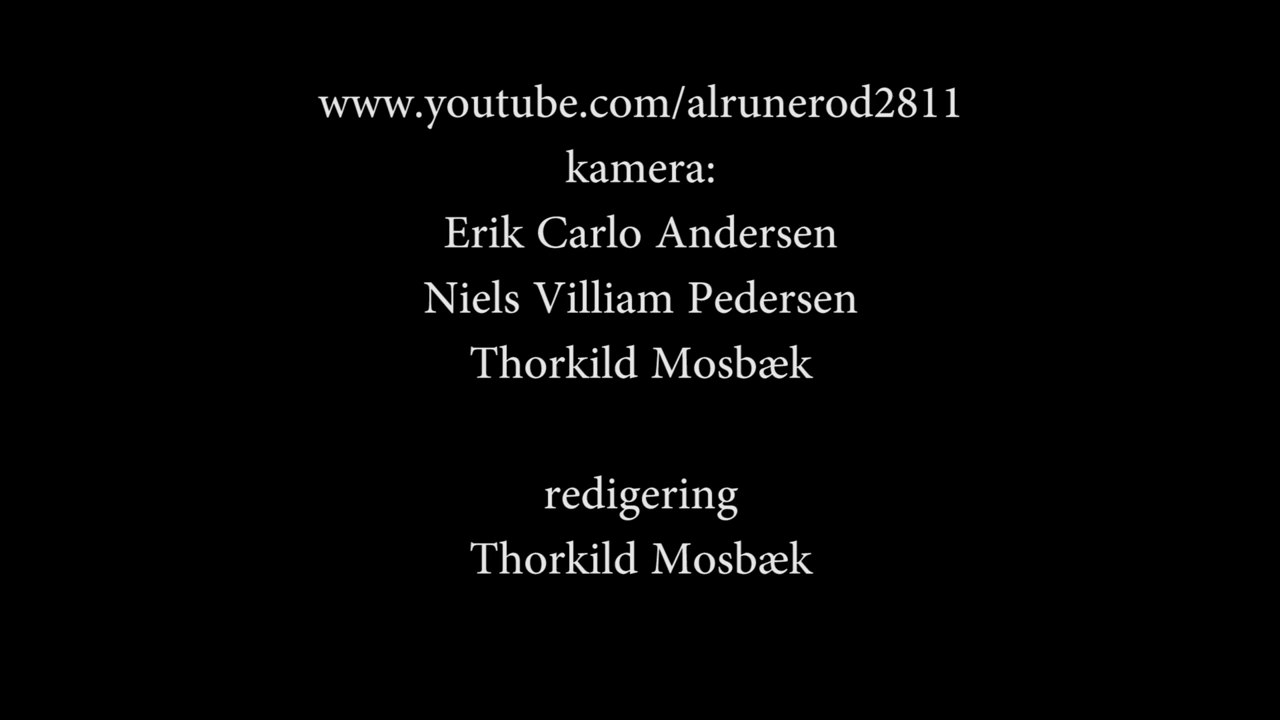 www.youtube.com/alrunerod2811
kamera:
Erik Carlo Andersen
Niels Villiam Pedersen
Thorkild Mosbæk
redigering
Thorkild Mosbæk